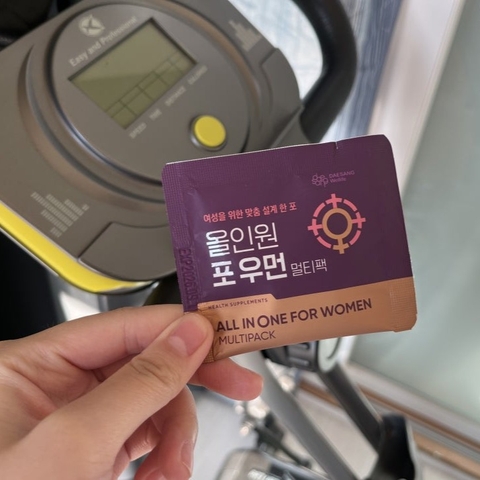 Easy and Professional
SPEED TIME DISTANCE CALORIE
여성을 위한 맞춤 설계 한 포
올인원
포 우먼 멀티팩
HEALTH SUPPLEMENTS
ALL IN ONE FOR WOMEN
MULTIPACK